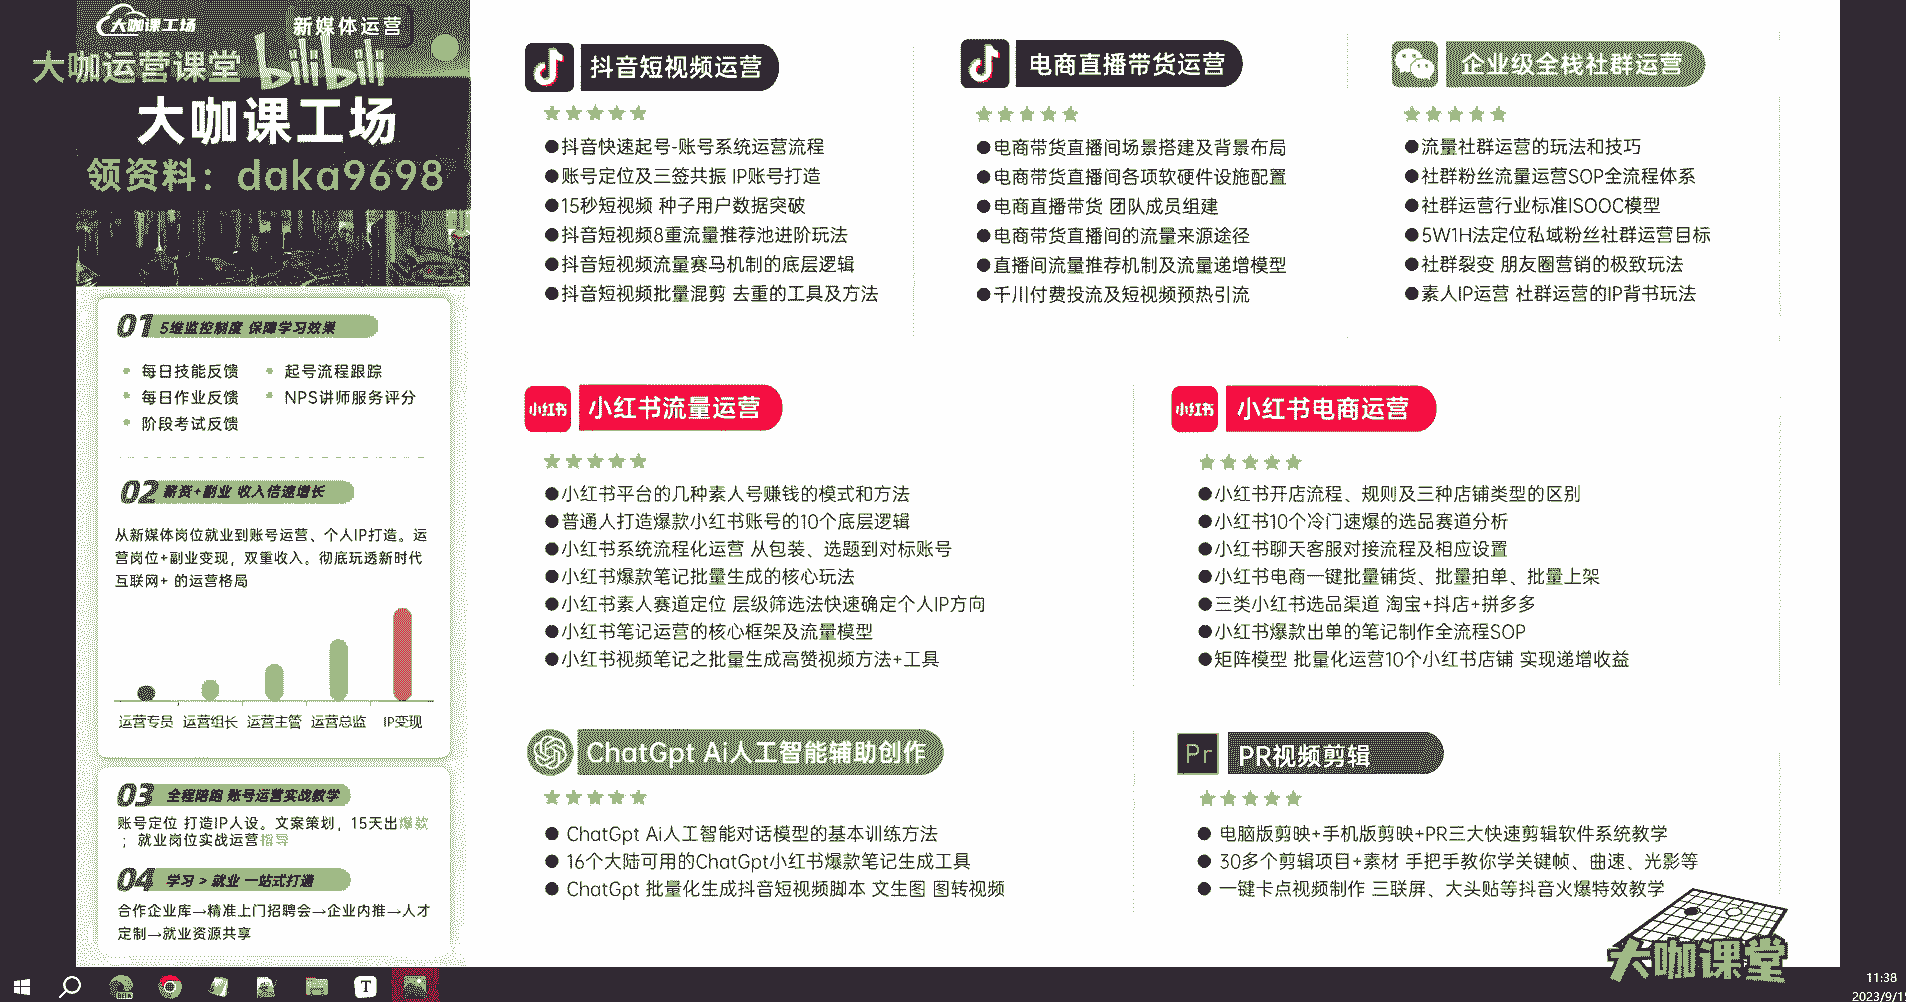 大咖课工场
新媒体运营
大咖运营课堂 bilibili
大咖课工场
领资料：daka9698
01 5维监控制度 保障学习效果
每日技能反馈
起号流程跟踪
每日作业反馈
NPS讲师服务评分
阶段考试反馈
02 薪资+副业 收入倍速增长
从新媒体岗位就业到账号运营、个人IP打造。运
营岗位+副业变现，双重收入。彻底玩透新时代
互联网+ 的运营格局
运营专员 运营组长 运营主管 运营总监 IP变现
03 全程陪跑 账号运营实战教学
账号定位 打造IP人设。文案策划，15天出爆款
；就业岗位实战运营指导
04 学习 > 就业 一站式打通
合作企业库→精准上门招聘会→企业内推→人才
定制→就业资源共享
抖音短视频运营
●抖音快速起号-账号系统运营流程
●账号定位及三签共振 IP账号打造
●15秒短视频 种子用户数据突破
●抖音短视频8重流量推荐池进阶玩法
●抖音短视频流量赛马机制的底层逻辑
●抖音短视频批量混剪 去重的工具及方法
电商直播带货运营
●电商带货直播间场景搭建及背景布局
●电商带货直播间各项软硬件设施配置
●电商直播带货 团队成员组建
●电商带货直播间的流量来源途径
●直播间流量推荐机制及流量递增模型
●千川付费投流及短视频预热引流
企业级全栈社群运营
●流量社群运营的玩法和技巧
●社群粉丝流量运营SOP全流程体系
●社群运营行业标准ISOOC模型
●5W1H法定位私域粉丝社群运营目标
●社群裂变 朋友圈营销的极致玩法
●素人IP运营 社群运营的IP背书玩法
小红书 小红书流量运营
●小红书平台的几种素人号赚钱的模式和方法
●普通人打造爆款小红书账号的10个底层逻辑
●小红书系统流程化运营 从包装、选题到对标账号
●小红书爆款笔记批量生成的核心玩法
●小红书素人赛道定位 层级筛选法快速确定个人IP方向
●小红书笔记运营的核心框架及流量模型
●小红书视频笔记之批量生成高赞视频方法+工具
小红书 小红书电商运营
●小红书开店流程、规则及三种店铺类型的区别
●小红书10个冷门速爆的选品赛道分析
●小红书聊天客服对接流程及相应设置
●小红书电商一键批量铺货、批量拍单、批量上架
●三类小红书选品渠道 淘宝+抖店+拼多多
●小红书爆款出单的笔记制作全流程SOP
●矩阵模型 批量化运营10个小红书店铺 实现递增收益
ChatGpt Ai人工智能辅助创作
● ChatGpt Ai人工智能对话模型的基本训练方法
● 16个大陆可用的ChatGpt小红书爆款笔记生成工具
● ChatGpt 批量化生成抖音短视频脚本 文生图 图转视频
Pr PR视频剪辑
● 电脑版剪映+手机版剪映+PR三大快速剪辑软件系统教学
● 30多个剪辑项目+素材 手把手教你学关键帧、曲速、光影等
● 一键卡点视频制作 三联屏、大头贴等抖音火爆特效教学
大咖课堂
T
11:38
2023/9/15